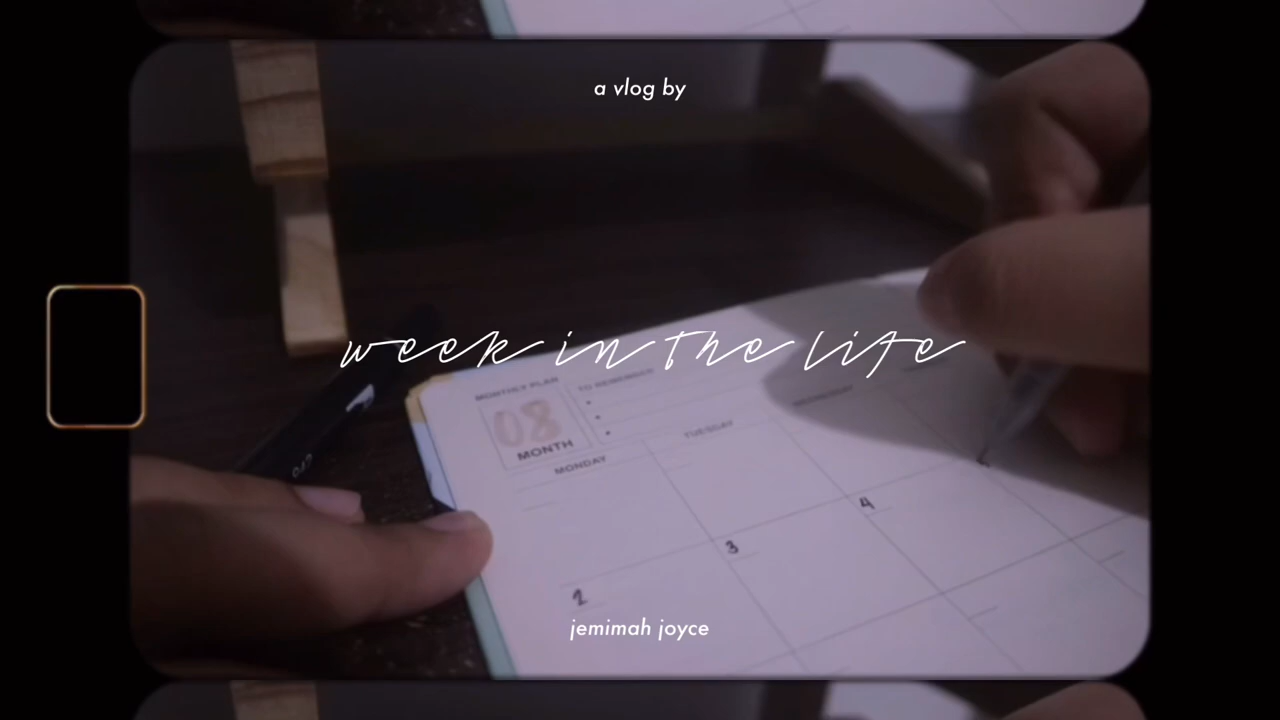 a vlog by
week in the life
MONTHLY PLAN
TO REMEMBER
08
MONTH
MONDAY
TUESDAY
WEDNESDAY
4
3
2
jemimah joyce